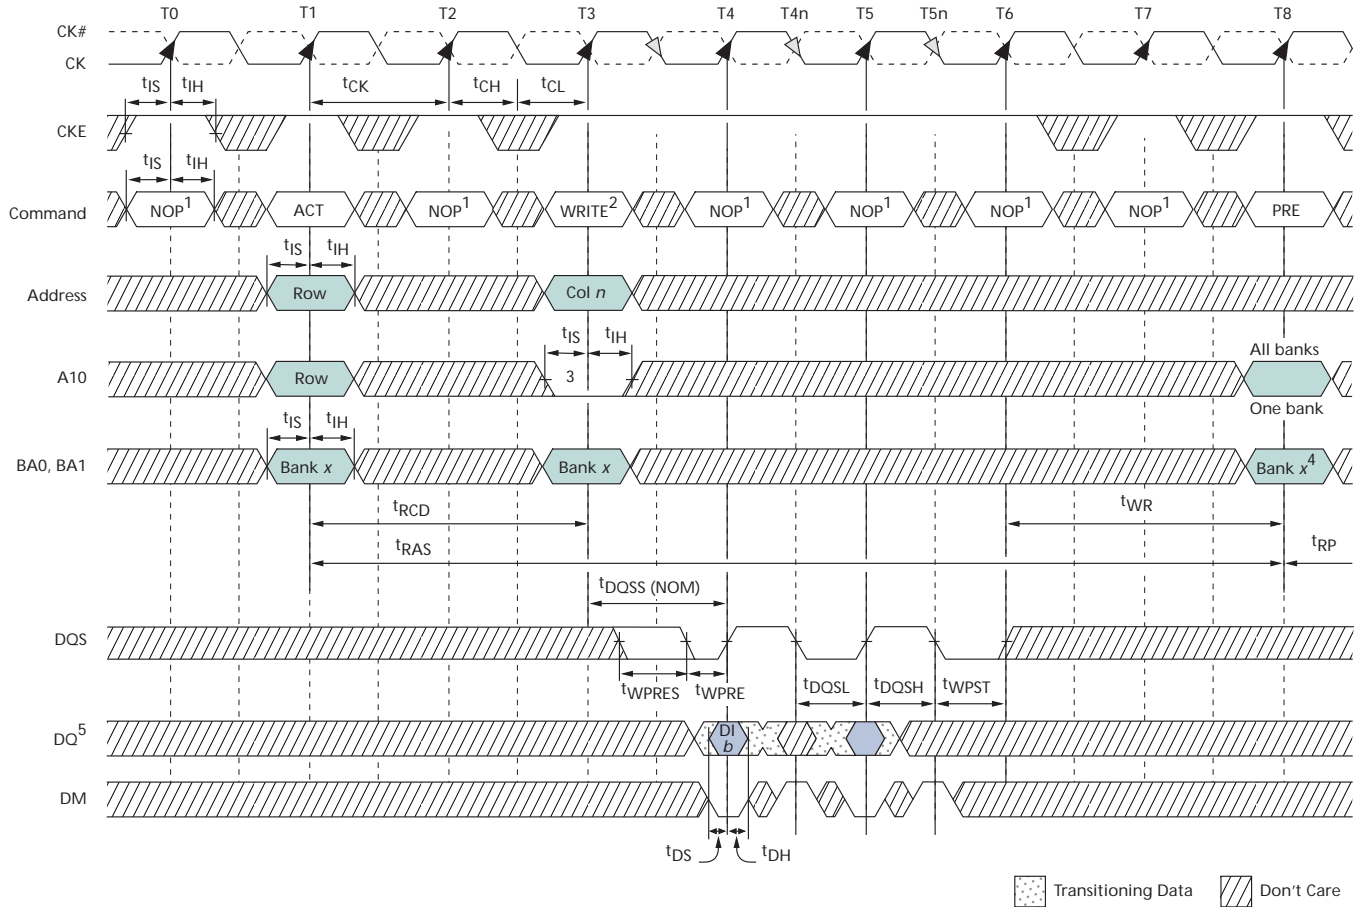 T0 T1 T2 T3 T4 T4n T5 T5n T6 T7 T8
CK#
CK
tIS tIH tCK tCH tCL
CKE
tIS tIH
Command NOP1 ACT NOP1 WRITE2 NOP1 NOP1 NOP1 NOP1 PRE
tIS tIH
Address Row Col n
tIS tIH
All banks
A10 Row 3
One bank
tIS tIH
BA0, BA1 Bank x Bank x Bank x4
tRCD tWR
tRAS tRP
tDQSS (NOM)
DQS
tWPRES tWPRE tDQSL tDQSH tWPST
DQ5 DI
b
DM
tDS tDH
Transitioning Data Don't Care